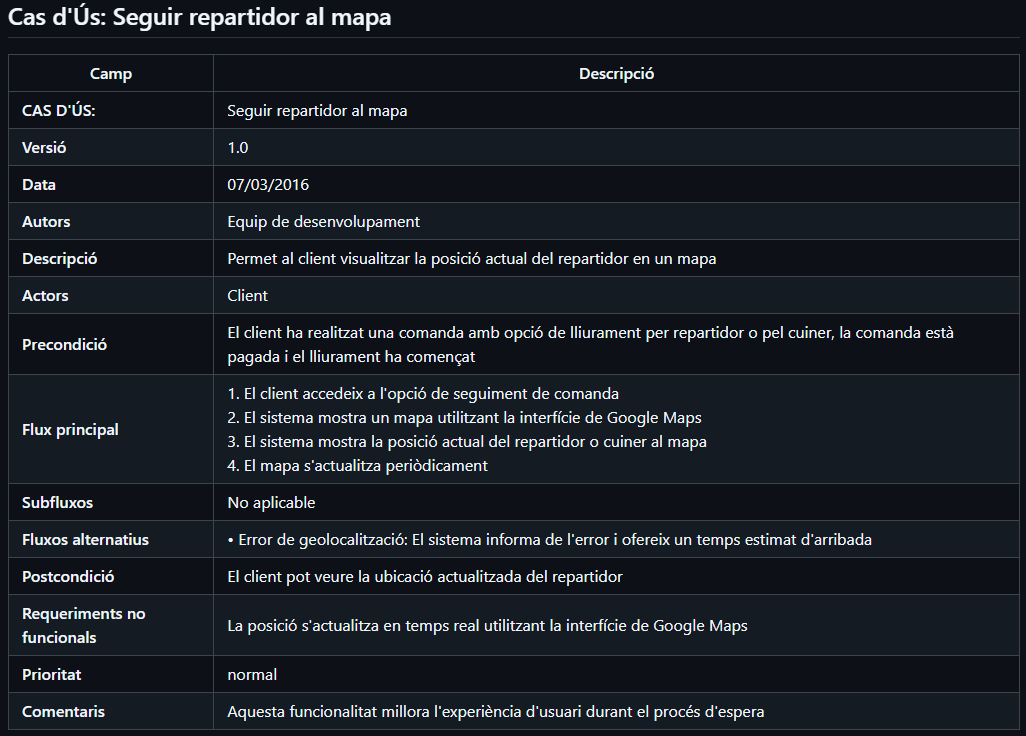 Cas d'Ús: Seguir repartidor al mapa
Camp Descripció
CAS D'ÚS: Seguir repartidor al mapa
Versió 1.0
Data 07/03/2016
Autors Equip de desenvolupament
Descripció Permet al client visualitzar la posició actual del repartidor en un mapa
Actors Client
Precondició El client ha realitzat una comanda amb opció de lliurament per repartidor o pel cuiner, la comanda està
pagada i el lliurament ha començat
Flux principal 1. El client accedeix a l'opció de seguiment de comanda
2. El sistema mostra un mapa utilitzant la interfície de Google Maps
3. El sistema mostra la posició actual del repartidor o cuiner al mapa
4. El mapa s'actualitza periòdicament
Subfluxos No aplicable
Fluxos alternatius • Error de geolocalització: El sistema informa de l'error i ofereix un temps estimat d'arribada
Postcondició El client pot veure la ubicació actualitzada del repartidor
Requeriments no
funcionals La posició s'actualitza en temps real utilitzant la interfície de Google Maps
Prioritat normal
Comentaris Aquesta funcionalitat millora l'experiència d'usuari durant el procés d'espera